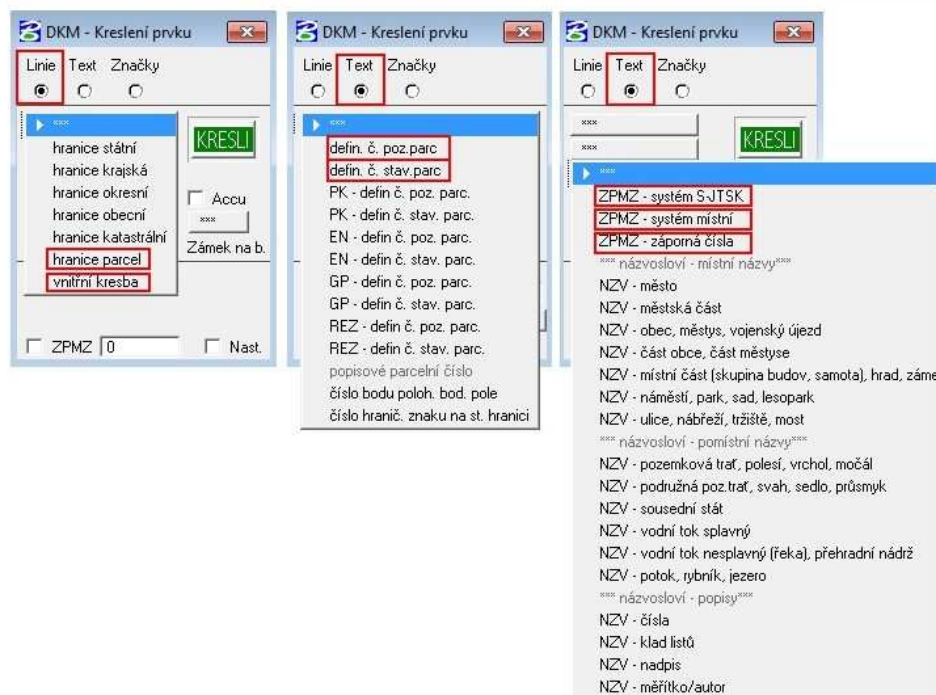 DKM - Kreslení prvku
Linie Text Značky
***
hranice státní
hranice krajská
hranice okresní
hranice obecní
hranice katastrální
hranice parcel
vnitřní kresba
KRESLI
Accu
***
Zámek na b.
ZPMZ 0
Nast.
DKM - Kreslení prvku
Linie Text Značky
***
defin. č. poz.parc
defin. č. stav.parc
PK - defin č. poz. parc.
PK - defin č. stav. parc.
EN - defin č. poz. parc.
EN - defin č. stav. parc.
GP - defin č. poz. parc.
GP - defin č. stav. parc.
REZ - defin č. poz. parc.
REZ - defin č. stav. parc.
popisové parcelní číslo
číslo bodu poloh. bod. pole
číslo hranič. znaku na st. hranici
DKM - Kreslení prvku
Linie Text Značky
***
***
KRESLI
***
ZPMZ - systém S-JTSK
ZPMZ - systém místní
ZPMZ - záporná čísla
*** názvosloví - místní názvy***
NZV - město
NZV - městská část
NZV - obec, městys, vojenský újezd
NZV - část obce, část městyse
NZV - místní část (skupina budov, samota), hrad, záme
NZV - náměstí, park, sad, lesopark
NZV - ulice, nábřeží, tržiště, most
*** názvosloví - pomístní názvy***
NZV - pozemková trať, polesí, vrchol, močál
NZV - podružná poz.trať, svah, sedlo, průsmyk
NZV - sousední stát
NZV - vodní tok splavný
NZV - vodní tok nesplavný (řeka), přehradní nádrž
NZV - potok, rybník, jezero
*** názvosloví - popisy***
NZV - čísla
NZV - klad listů
NZV - nadpis
NZV - měřítko/autor